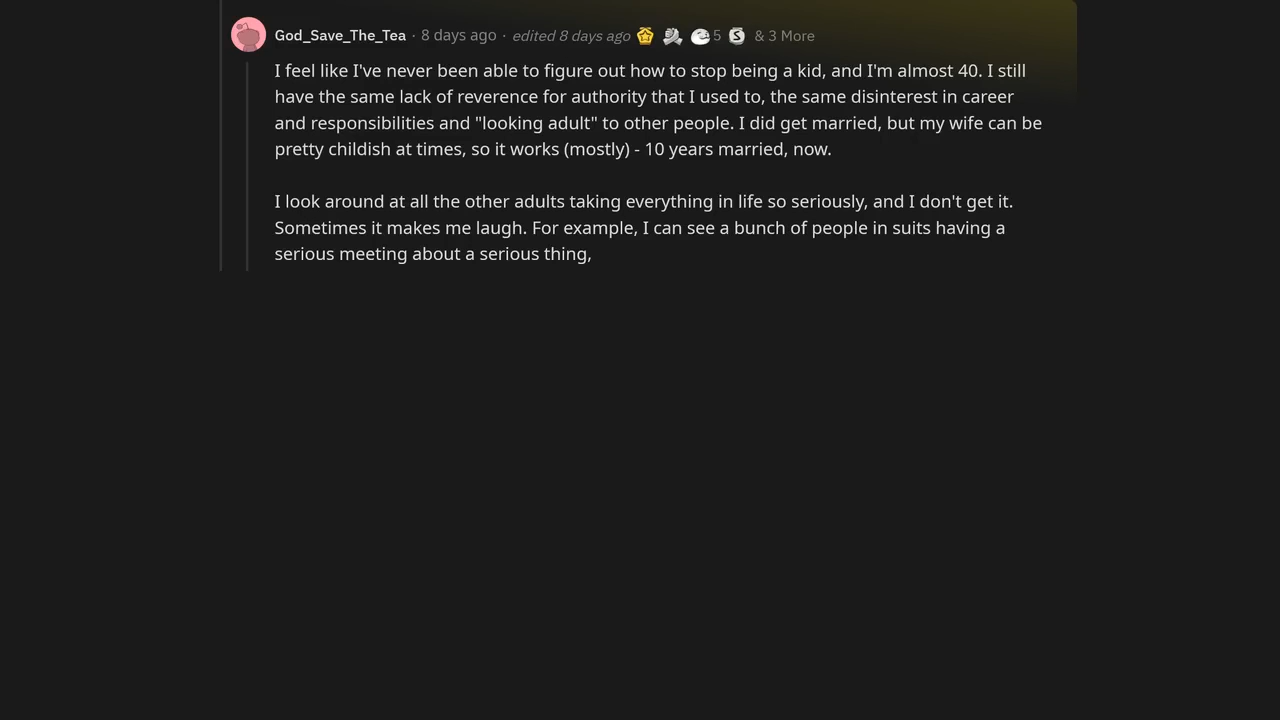 God_Save_The_Tea · 8 days ago · edited 8 days ago 5 S & 3 More
I feel like I've never been able to figure out how to stop being a kid, and I'm almost 40. I still
have the same lack of reverence for authority that I used to, the same disinterest in career
and responsibilities and "looking adult" to other people. I did get married, but my wife can be
pretty childish at times, so it works (mostly) - 10 years married, now.
I look around at all the other adults taking everything in life so seriously, and I don't get it.
Sometimes it makes me laugh. For example, I can see a bunch of people in suits having a
serious meeting about a serious thing,